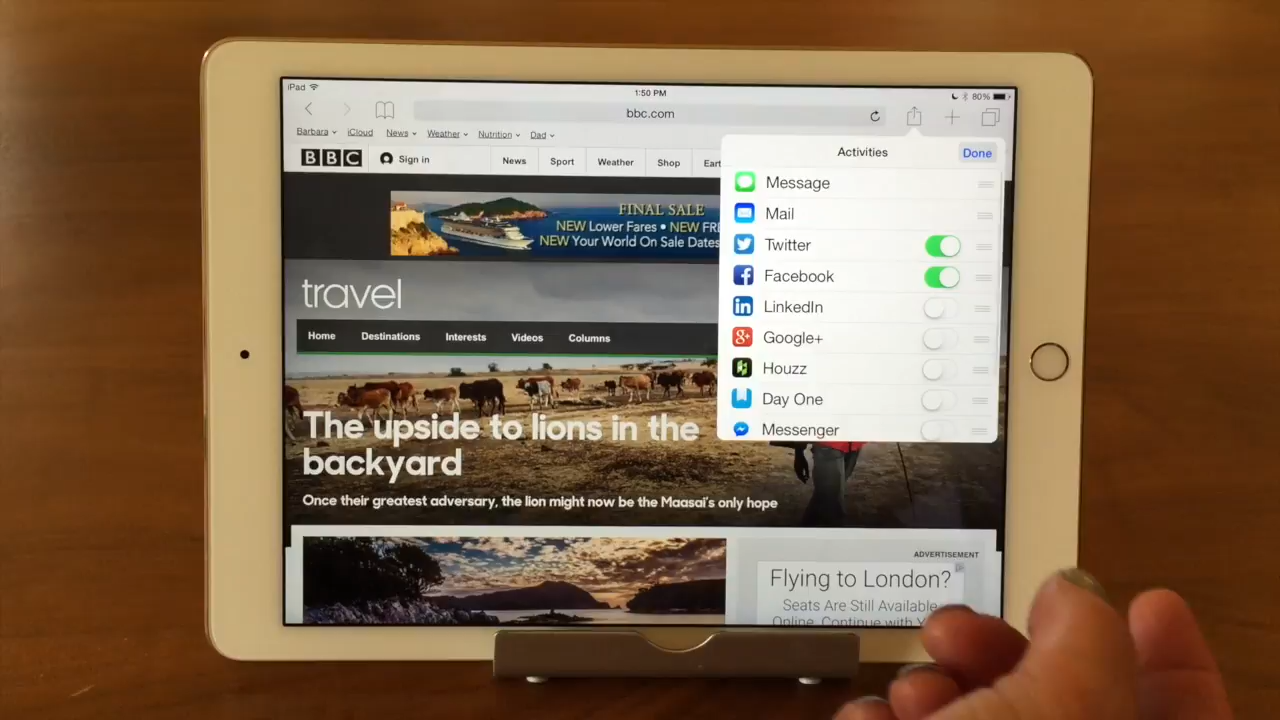 iPad
1:50 PM
80%
bbc.com
Barbara
iCloud
News
Weather
Nutrition
Dad
BBC
Sign in
News
Sport
Weather
Shop
FINAL SALE
NEW Lower Fares • NEW
NEW Your World On Sale Dates
travel
Home
Destinations
Interests
Videos
Columns
The upside to lions in the
backyard
Once their greatest adversary, the lion might now be the Maasai's only hope
Activities
Done
Message
Mail
Twitter
Facebook
in
LinkedIn
g+
Google+
Houzz
Day One
Messenger
ADVERTISEMENT
Flying to London?
Seats Are Still Available
Online. Continue with